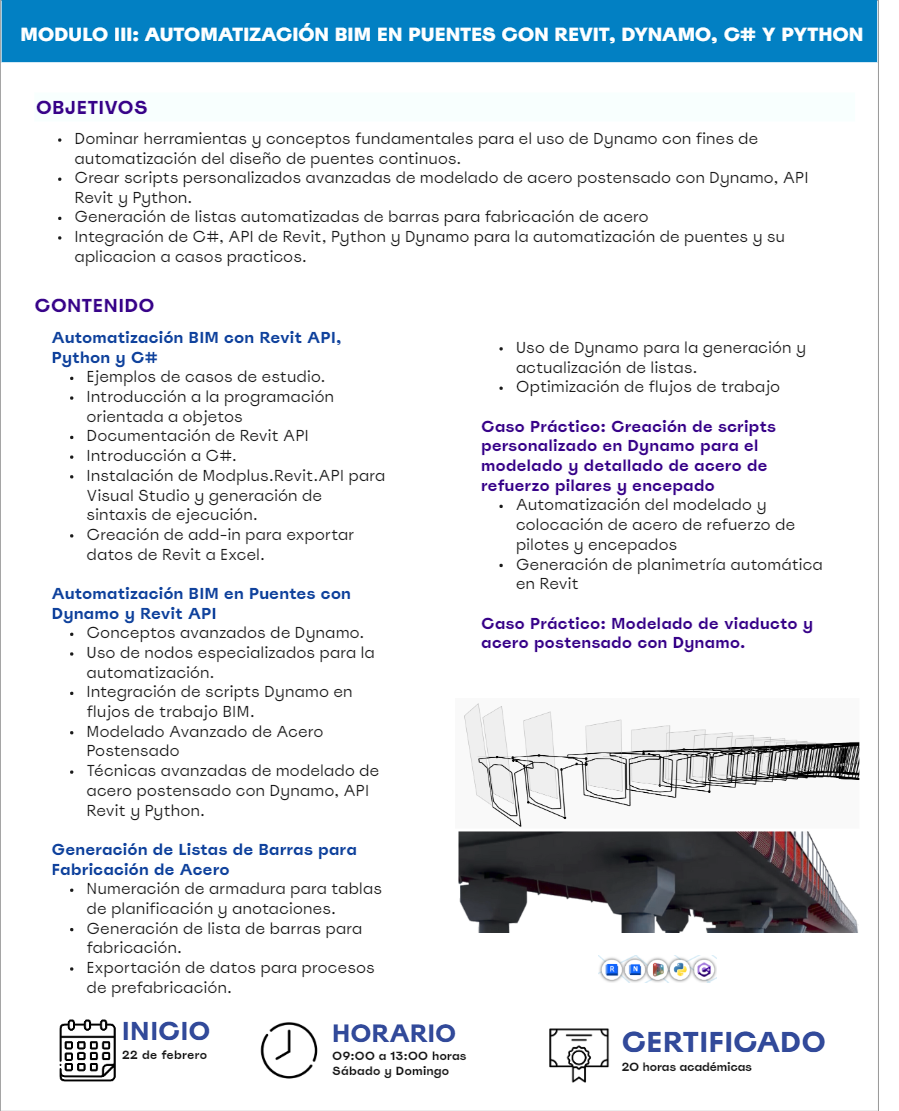 MODULO III: AUTOMATIZACIÓN BIM EN PUENTES CON REVIT, DYNAMO, C# Y PYTHON
OBJETIVOS
• Dominar herramientas y conceptos fundamentales para el uso de Dynamo con fines de
automatización del diseño de puentes continuos.
• Crear scripts personalizados avanzadas de modelado de acero postensado con Dynamo, API
Revit y Python.
• Generación de listas automatizadas de barras para fabricación de acero
• Integración de C#, API de Revit, Python y Dynamo para la automatización de puentes y su
aplicacion a casos practicos.
CONTENIDO
Automatización BIM con Revit API,
Python y C#
• Ejemplos de casos de estudio.
• Introducción a la programación
orientada a objetos
• Documentación de Revit API
• Introducción a C#.
• Instalación de Modplus.Revit.API para
Visual Studio y generación de
sintaxis de ejecución.
• Creación de add-in para exportar
datos de Revit a Excel.
Automatización BIM en Puentes con
Dynamo y Revit API
• Conceptos avanzados de Dynamo.
• Uso de nodos especializados para la
automatización.
• Integración de scripts Dynamo en
flujos de trabajo BIM.
• Modelado Avanzado de Acero
Postensado
• Técnicas avanzadas de modelado de
acero postensado con Dynamo, API
Revit y Python.
Generación de Listas de Barras para
Fabricación de Acero
• Numeración de armadura para tablas
de planificación y anotaciones.
• Generación de lista de barras para
fabricación.
• Exportación de datos para procesos
de prefabricación.
• Uso de Dynamo para la generación y
actualización de listas.
• Optimización de flujos de trabajo
Caso Práctico: Creación de scripts
personalizado en Dynamo para el
modelado y detallado de acero de
refuerzo pilares y encepado
• Automatización del modelado y
colocación de acero de refuerzo de
pilotes y encepados
• Generación de planimetría automática
en Revit
Caso Práctico: Modelado de viaducto y
acero postensado con Dynamo.
R N
INICIO
22 de febrero
HORARIO
09:00 a 13:00 horas
Sábado y Domingo
CERTIFICADO
20 horas académicas